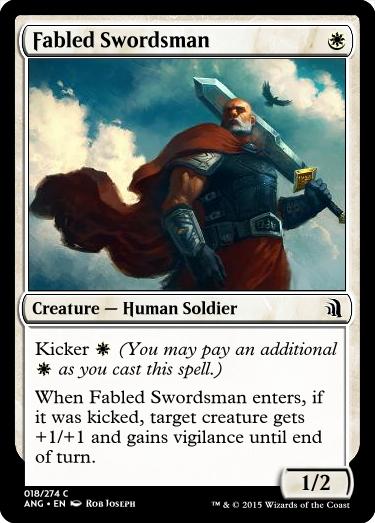 Fabled Swordsman
Creature — Human Soldier
Kicker (You may pay an additional
as you cast this spell.)
When Fabled Swordsman enters, if
it was kicked, target creature gets
+1/+1 and gains vigilance until end
of turn.
1/2
018/274 C
ANG • EN Rob Joseph
™ & © 2015 Wizards of the Coast